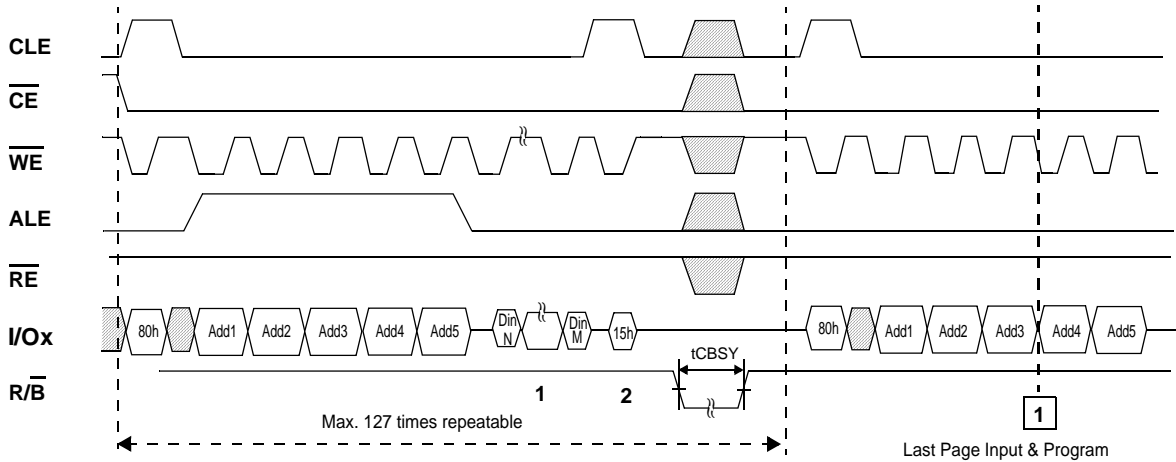 CLE
CE
WE
ALE
RE
I/Ox 80h Add1 Add2 Add3 Add4 Add5 Din N Din M 15h 80h Add1 Add2 Add3 Add4 Add5
tCBSY
R/B
1 2
Max. 127 times repeatable
1
Last Page Input & Program